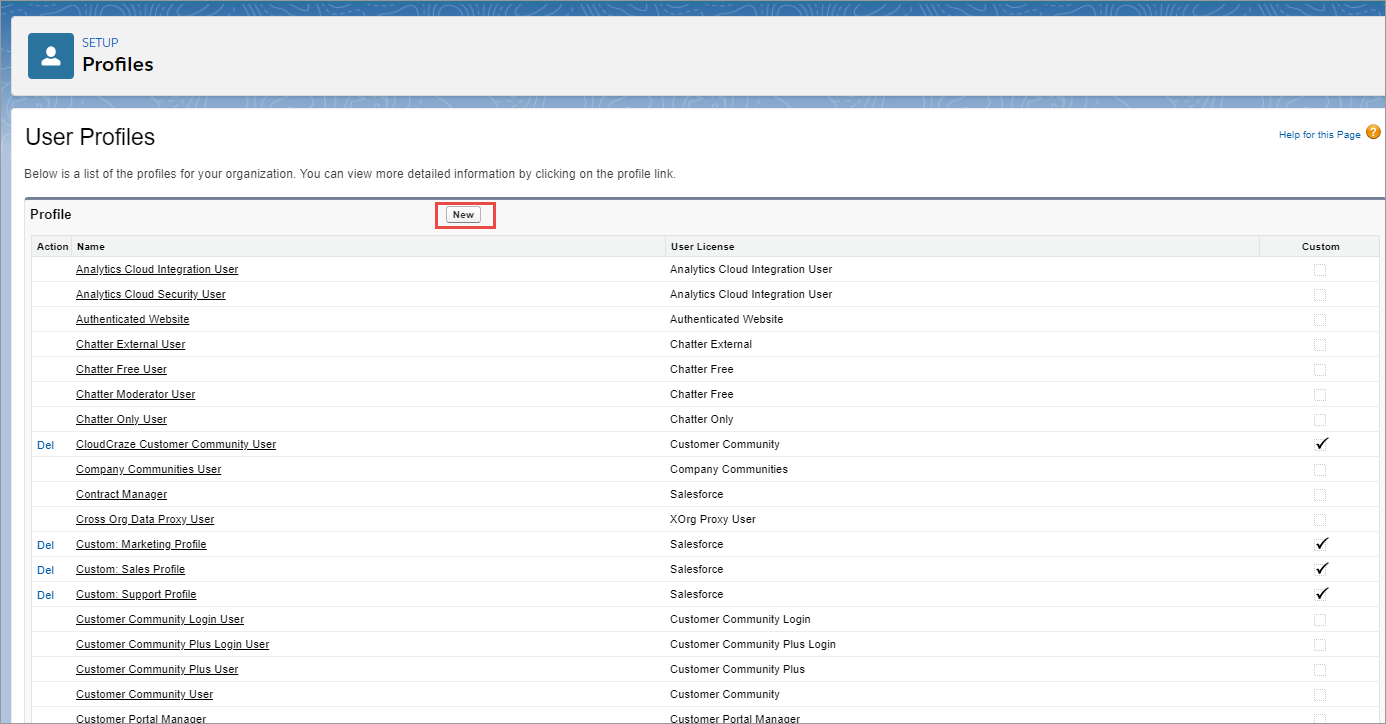 SETUP
Profiles
User Profiles
Help for this Page ?
Below is a list of the profiles for your organization. You can view more detailed information by clicking on the profile link.
Profile New
Action Name User License Custom
Analytics Cloud Integration User Analytics Cloud Integration User
Analytics Cloud Security User Analytics Cloud Integration User
Authenticated Website Authenticated Website
Chatter External User Chatter External
Chatter Free User Chatter Free
Chatter Moderator User Chatter Free
Chatter Only User Chatter Only
Del CloudCraze Customer Community User Customer Community
Company Communities User Company Communities
Contract Manager Salesforce
Cross Org Data Proxy User XOrg Proxy User
Del Custom: Marketing Profile Salesforce
Del Custom: Sales Profile Salesforce
Del Custom: Support Profile Salesforce
Customer Community Login User Customer Community Login
Customer Community Plus Login User Customer Community Plus Login
Customer Community Plus User Customer Community Plus
Customer Community User Customer Community
Customer Portal Manager Customer Portal Manager